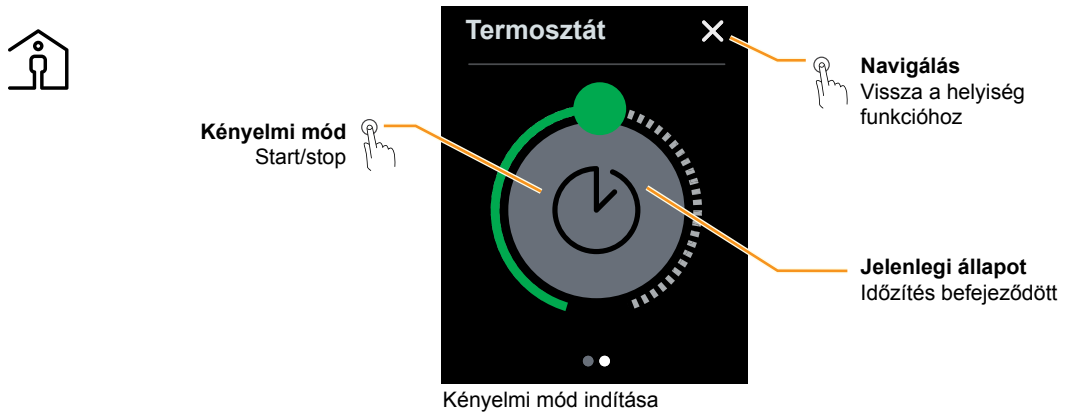 Termosztát
Navigálás
Vissza a helyiség
funkcióhoz
Kényelmi mód
Start/stop
Jelenlegi állapot
Időzítés befejeződött
Kényelmi mód indítása